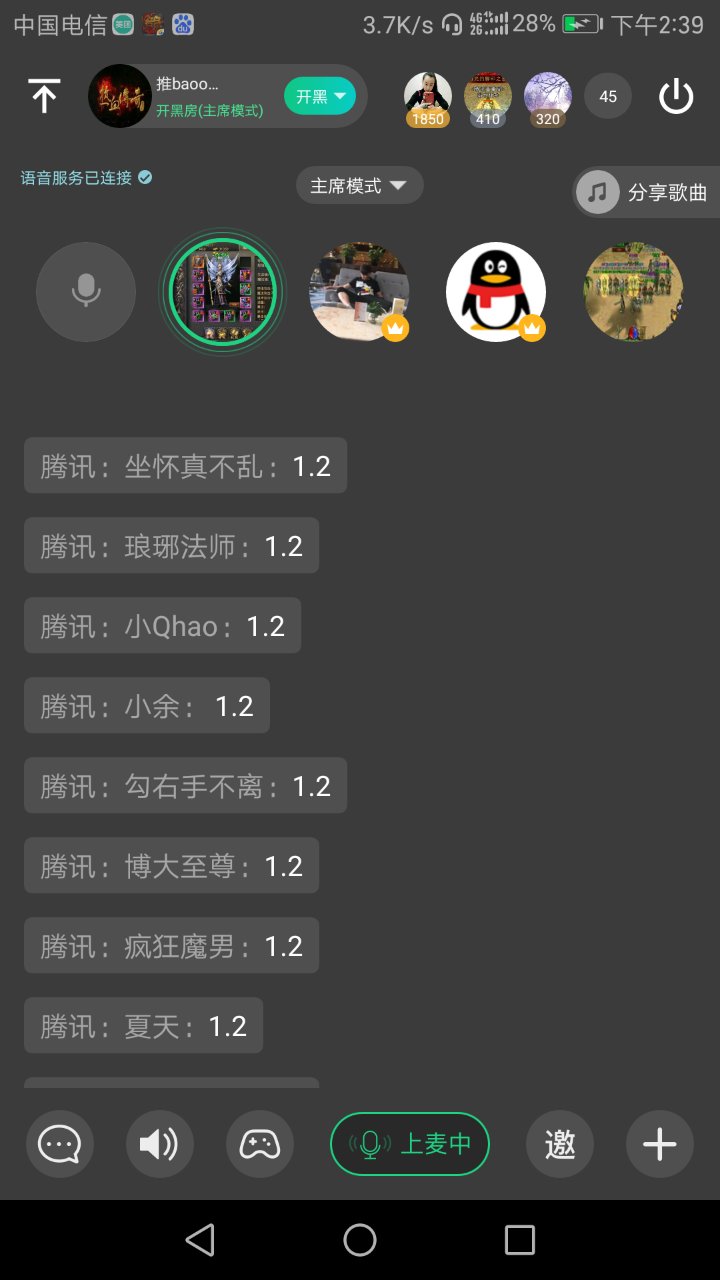 中国电信
3.7K/s 4G 2G 28% 下午2:39
推baoo...
开黑房(主席模式)
开黑
1850
410
320
45
语音服务已连接
主席模式
分享歌曲
腾讯：坐怀真不乱：1.2
腾讯：琅琊法师：1.2
腾讯：小Qhao：1.2
腾讯：小余：1.2
腾讯：勾右手不离：1.2
腾讯：博大至尊：1.2
腾讯：疯狂魔男：1.2
腾讯：夏天：1.2
上麦中
邀